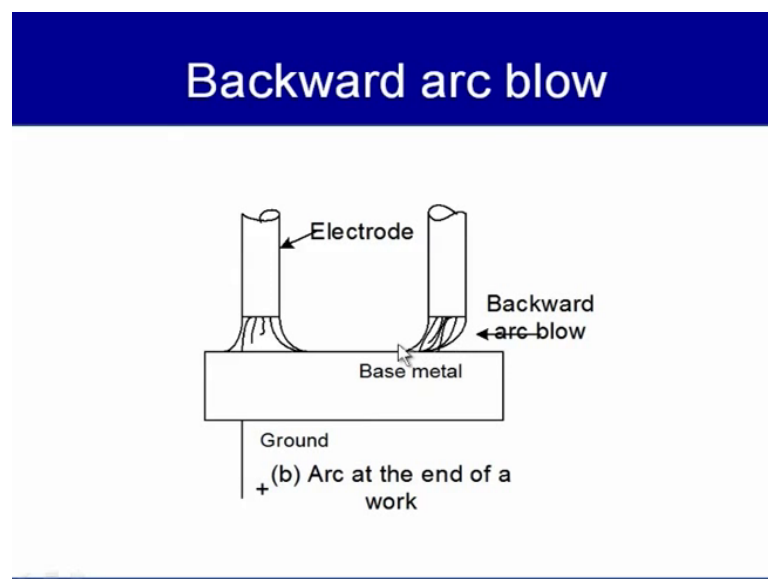 Backward arc blow
Electrode
Backward
arc blow
Base metal
Ground
+
(b) Arc at the end of a
work